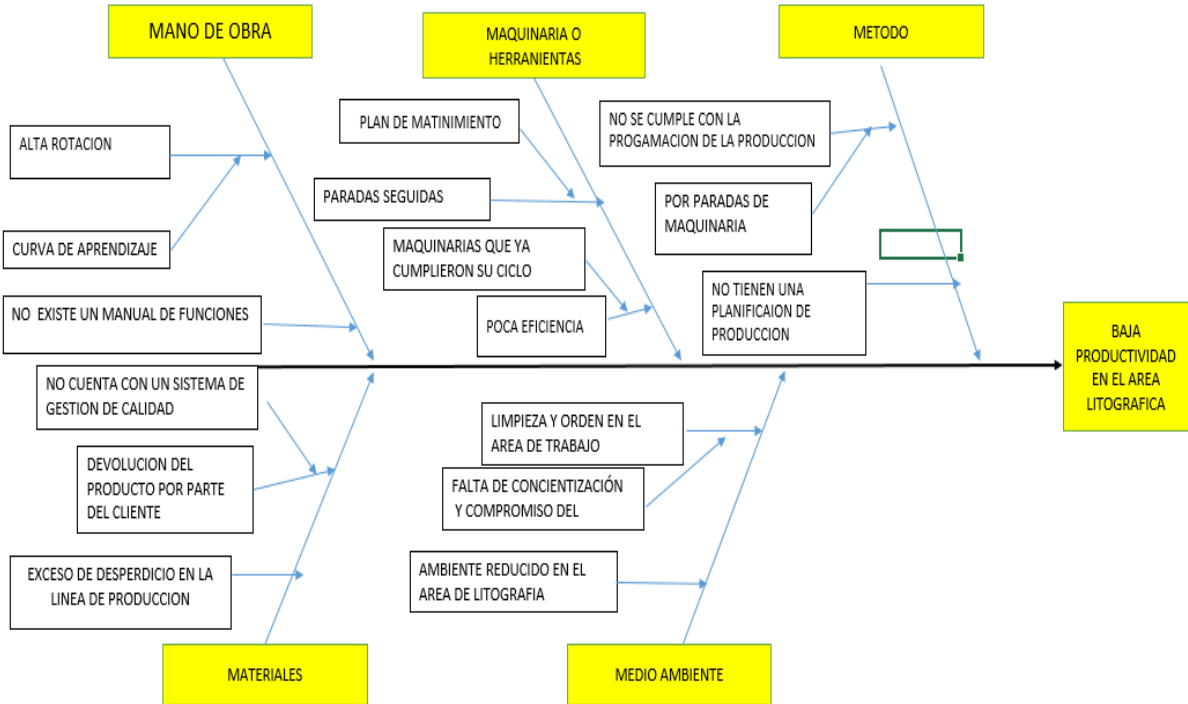 MANO DE OBRA
MAQUINARIA O
HERRANIENTAS
METODO
ALTA ROTACION
CURVA DE APRENDIZAJE
NO EXISTE UN MANUAL DE FUNCIONES
PLAN DE MATINIMIENTO
PARADAS SEGUIDAS
MAQUINARIAS QUE YA
CUMPLIERON SU CICLO
POCA EFICIENCIA
NO SE CUMPLE CON LA
PROGAMACION DE LA PRODUCCION
POR PARADAS DE
MAQUINARIA
NO TIENEN UNA
PLANIFICAION DE
PRODUCCION
BAJA
PRODUCTIVIDAD
EN EL AREA
LITOGRAFICA
NO CUENTA CON UN SISTEMA DE
GESTION DE CALIDAD
DEVOLUCION DEL
PRODUCTO POR PARTE
DEL CLIENTE
EXCESO DE DESPERDICIO EN LA
LINEA DE PRODUCCION
LIMPIEZA Y ORDEN EN EL
AREA DE TRABAJO
FALTA DE CONCIENTIZACIÓN
Y COMPROMISO DEL
AMBIENTE REDUCIDO EN EL
AREA DE LITOGRAFIA
MATERIALES
MEDIO AMBIENTE